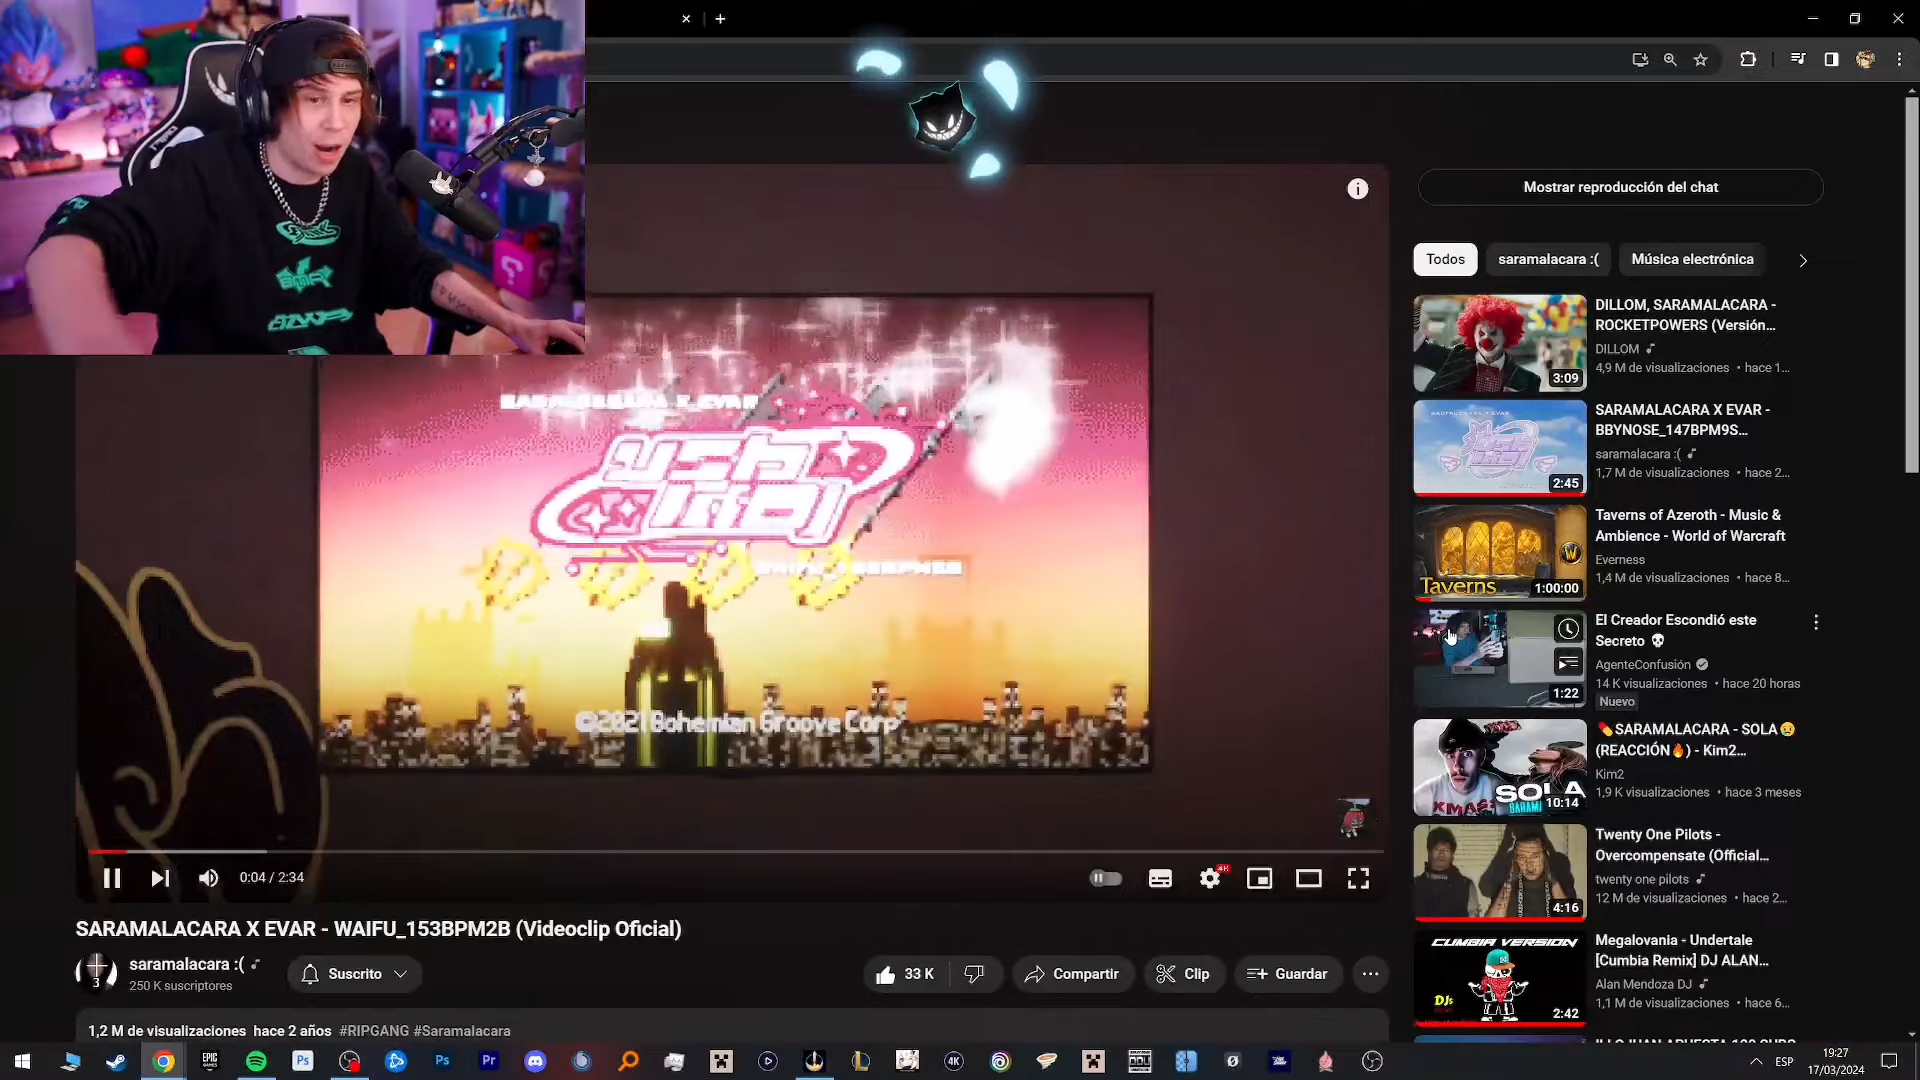 Mostrar reproducción del chat
Todos
saramalacara :(
Música electrónica
DILLOM, SARAMALACARA -
ROCKETPOWERS (Versión...
DILLOM
4,9 M de visualizaciones • hace 1...
3:09
SARAMALACARA X EVAR -
BBYNOSE_147BPM9S...
saramalacara :(
1,7 M de visualizaciones • hace 2...
2:45
Taverns of Azeroth - Music &
Ambience - World of Warcraft
Everness
1,4 M de visualizaciones • hace 8...
Taverns
1:00:00
El Creador Escondió este
Secreto 💀
AgenteConfusión
14 K visualizaciones • hace 20 horas
Nuevo
1:22
💊SARAMALACARA - SOLA😢
(REACCIÓN🔥) - Kim2...
Kim2
1,9 K visualizaciones • hace 3 meses
10:14
Twenty One Pilots -
Overcompensate (Official...
twenty one pilots
12 M de visualizaciones • hace 2...
4:16
CUMBIA VERSION
DJs
Megalovania - Undertale
[Cumbia Remix] DJ ALAN...
Alan Mendoza DJ
1,1 M de visualizaciones • hace 6...
2:42
SARAMALACARA X EVAR
©2021 Bohemian Groove Corp
0:04 / 2:34
SARAMALACARA X EVAR - WAIFU_153BPM2B (Videoclip Oficial)
saramalacara :(
250 K suscriptores
Suscrito
33 K
Compartir
Clip
Guardar
1,2 M de visualizaciones hace 2 años #RIPGANG #Saramalacara
ESP
19:27
17/03/2024